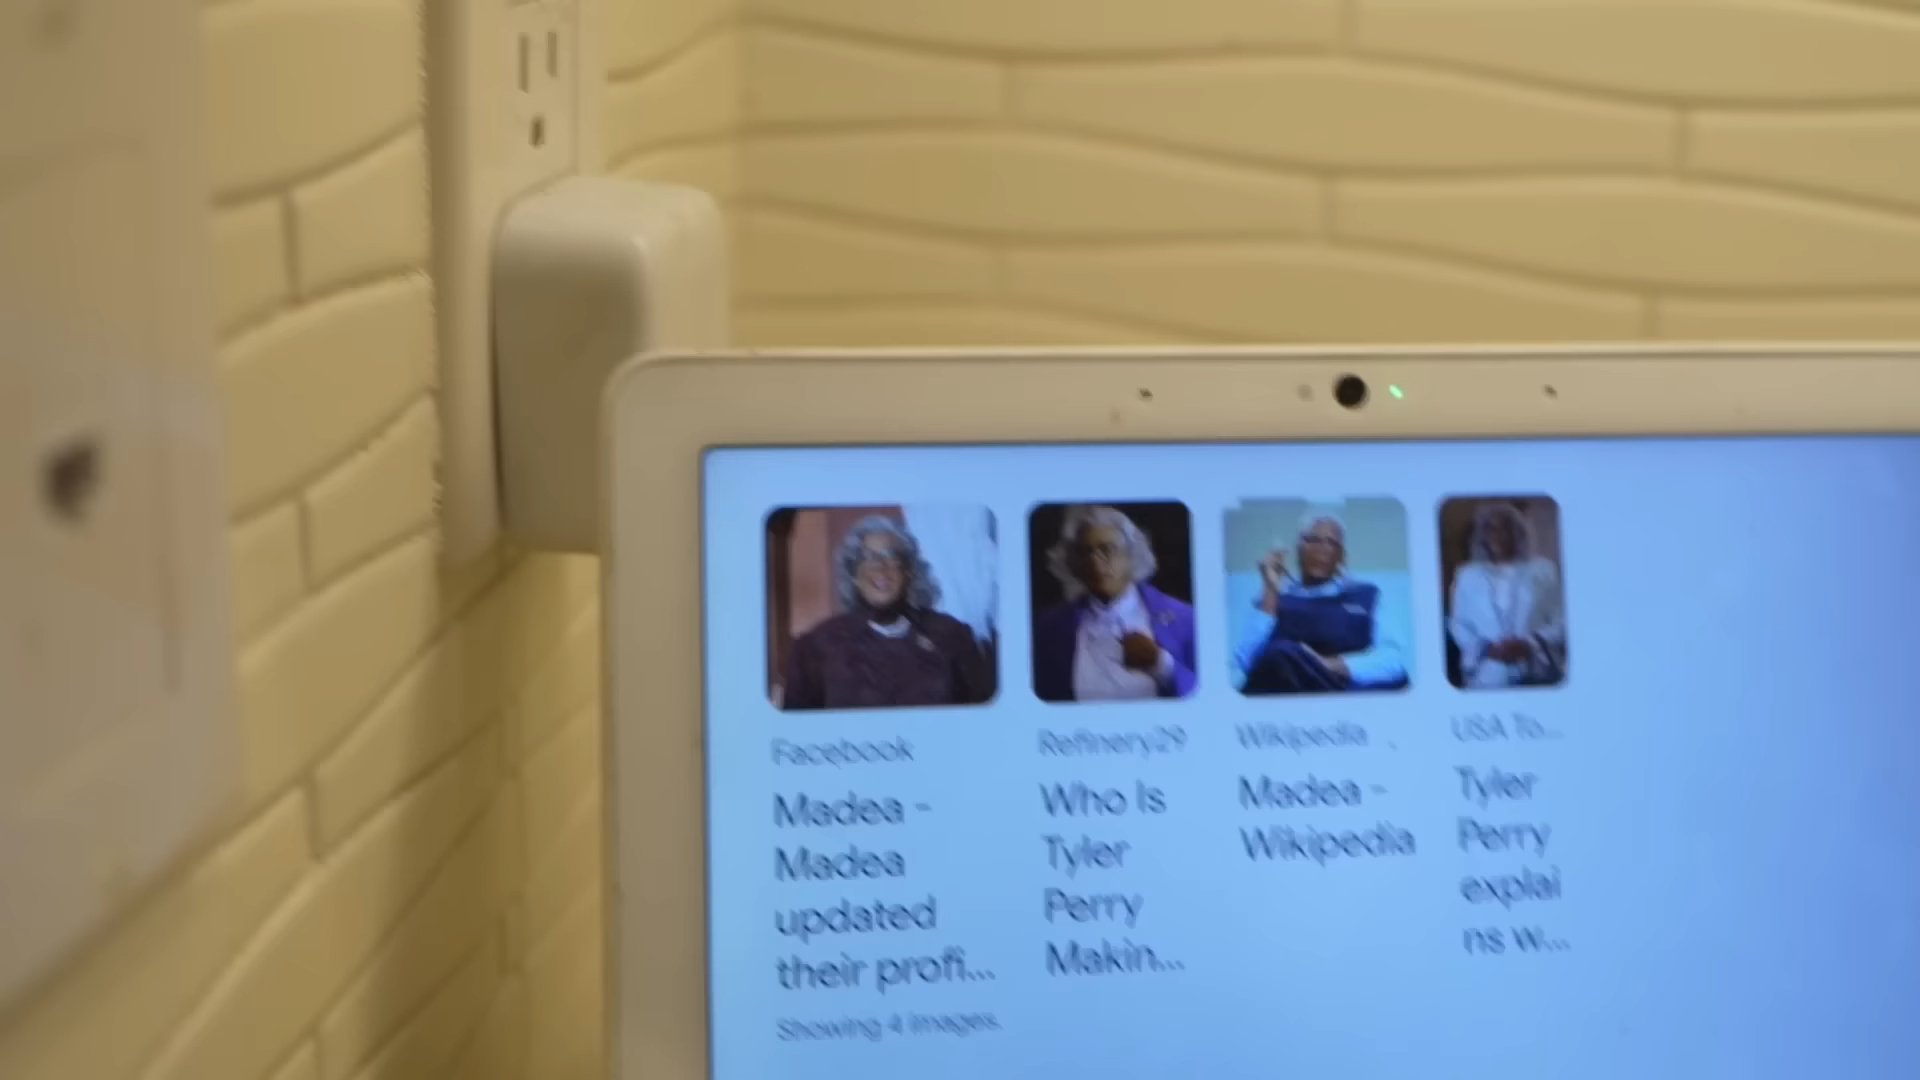 Facebook
Madea -
Madea
updated
their profi...
Refinery29
Who Is
Tyler
Perry
Makin...
Wikipedia
Madea -
Wikipedia
USA To...
Tyler
Perry
explai
ns w...
Showing 4 images.